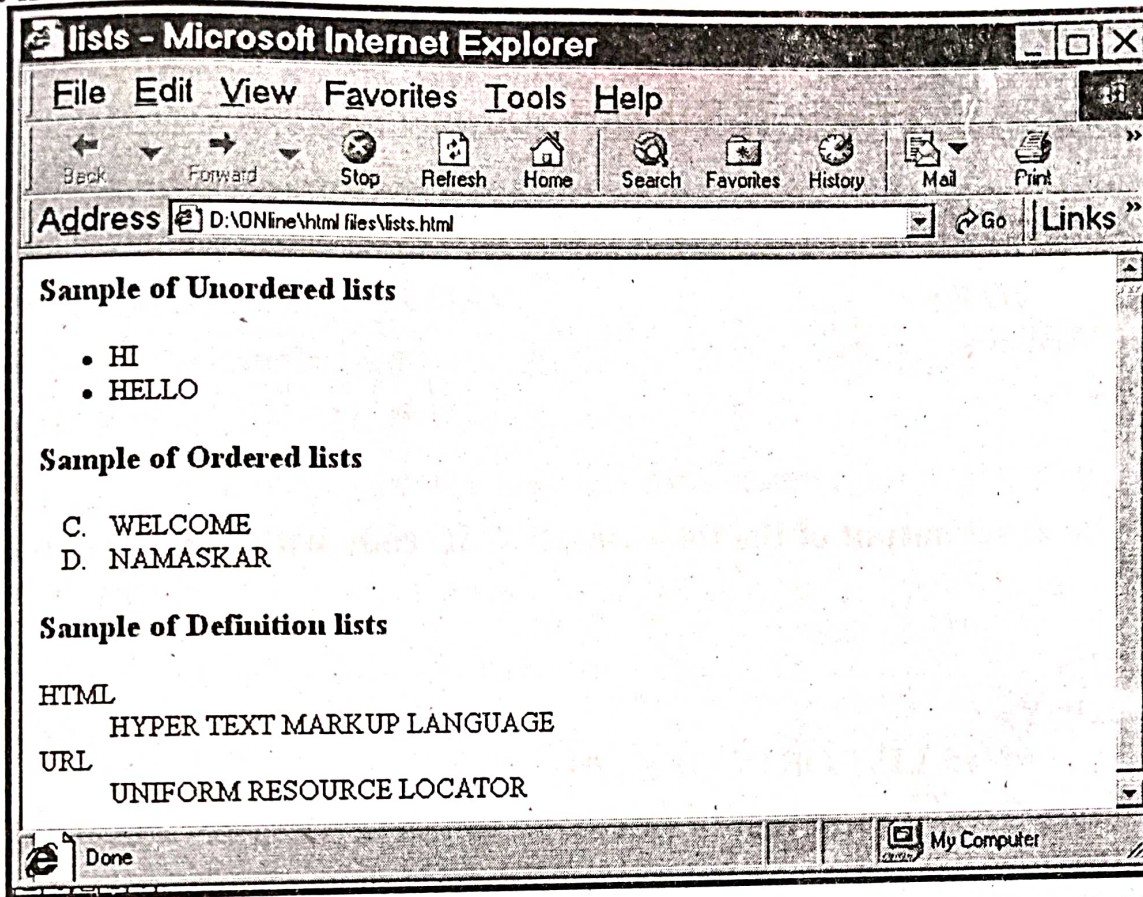 lists - Microsoft Internet Explorer
File Edit View Favorites Tools Help
Back Forward Stop Refresh Home Search Favorites History Mail Print
Address D:\ONline\html files\lists.html Go Links
Sample of Unordered lists
• HI
• HELLO
Sample of Ordered lists
C. WELCOME
D. NAMASKAR
Sample of Definition lists
HTML
HYPER TEXT MARKUP LANGUAGE
URL
UNIFORM RESOURCE LOCATOR
Done My Computer